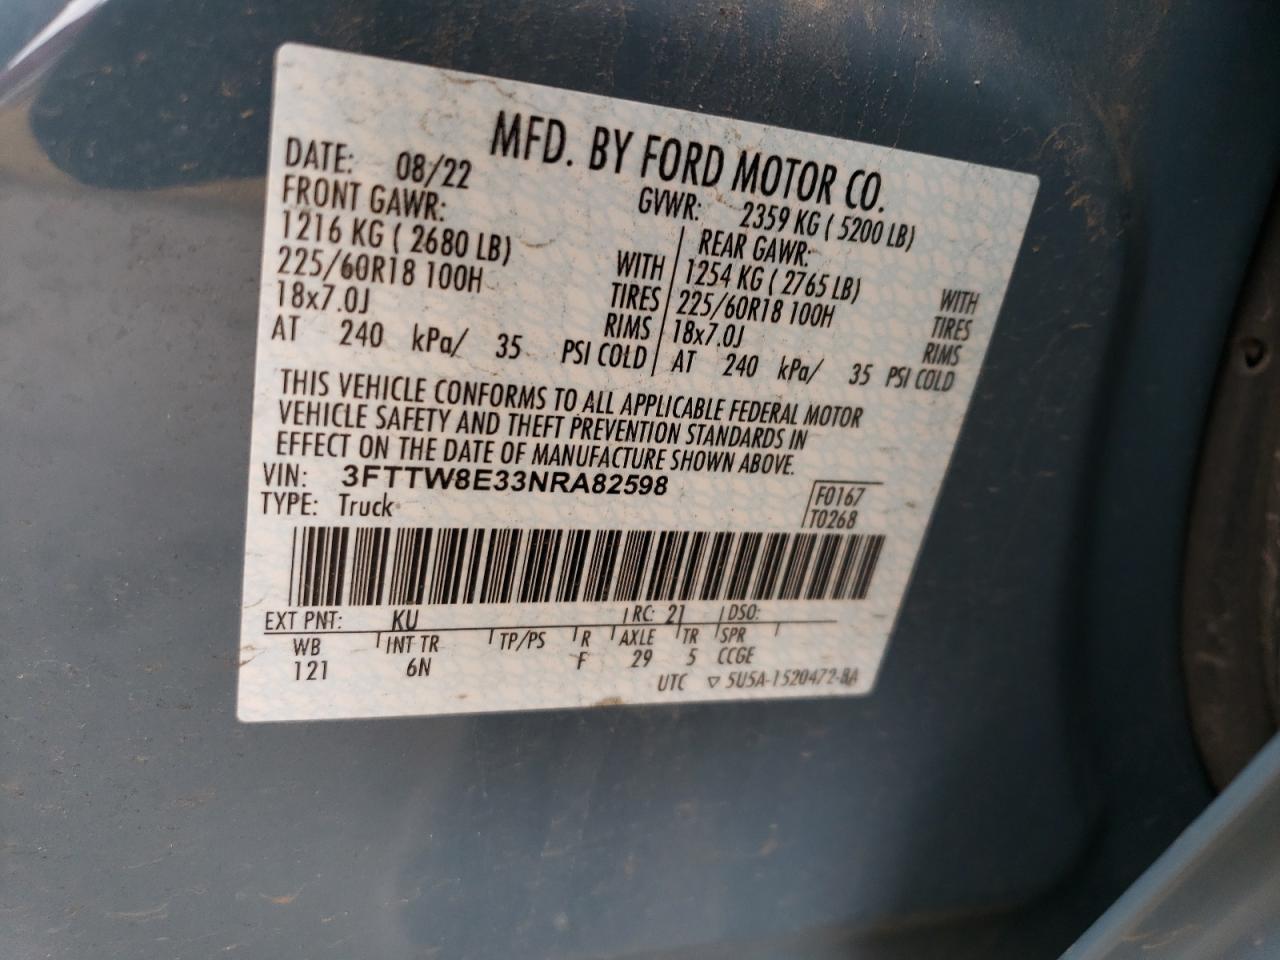 MFD. BY FORD MOTOR CO.
DATE: 08/22 GVWR: 2359 KG ( 5200 LB)
FRONT GAWR: REAR GAWR:
1216 KG ( 2680 LB) WITH 1254 KG ( 2765 LB) WITH
225/60R18 100H TIRES 225/60R18 100H TIRES
18x7.0J RIMS 18x7.0J RIMS
AT 240 kPa/ 35 PSI COLD AT 240 kPa/ 35 PSI COLD
THIS VEHICLE CONFORMS TO ALL APPLICABLE FEDERAL MOTOR
VEHICLE SAFETY AND THEFT PREVENTION STANDARDS IN
EFFECT ON THE DATE OF MANUFACTURE SHOWN ABOVE.
VIN: 3FTTW8E33NRA82598 F0167
TYPE: Truck T0268
EXT PNT: KU RC: 21 DSO:
WB INT TR TP/PS R AXLE TR SPR
121 6N F 29 5 CCGE
UTC ▽ 5U5A-1520472-BA